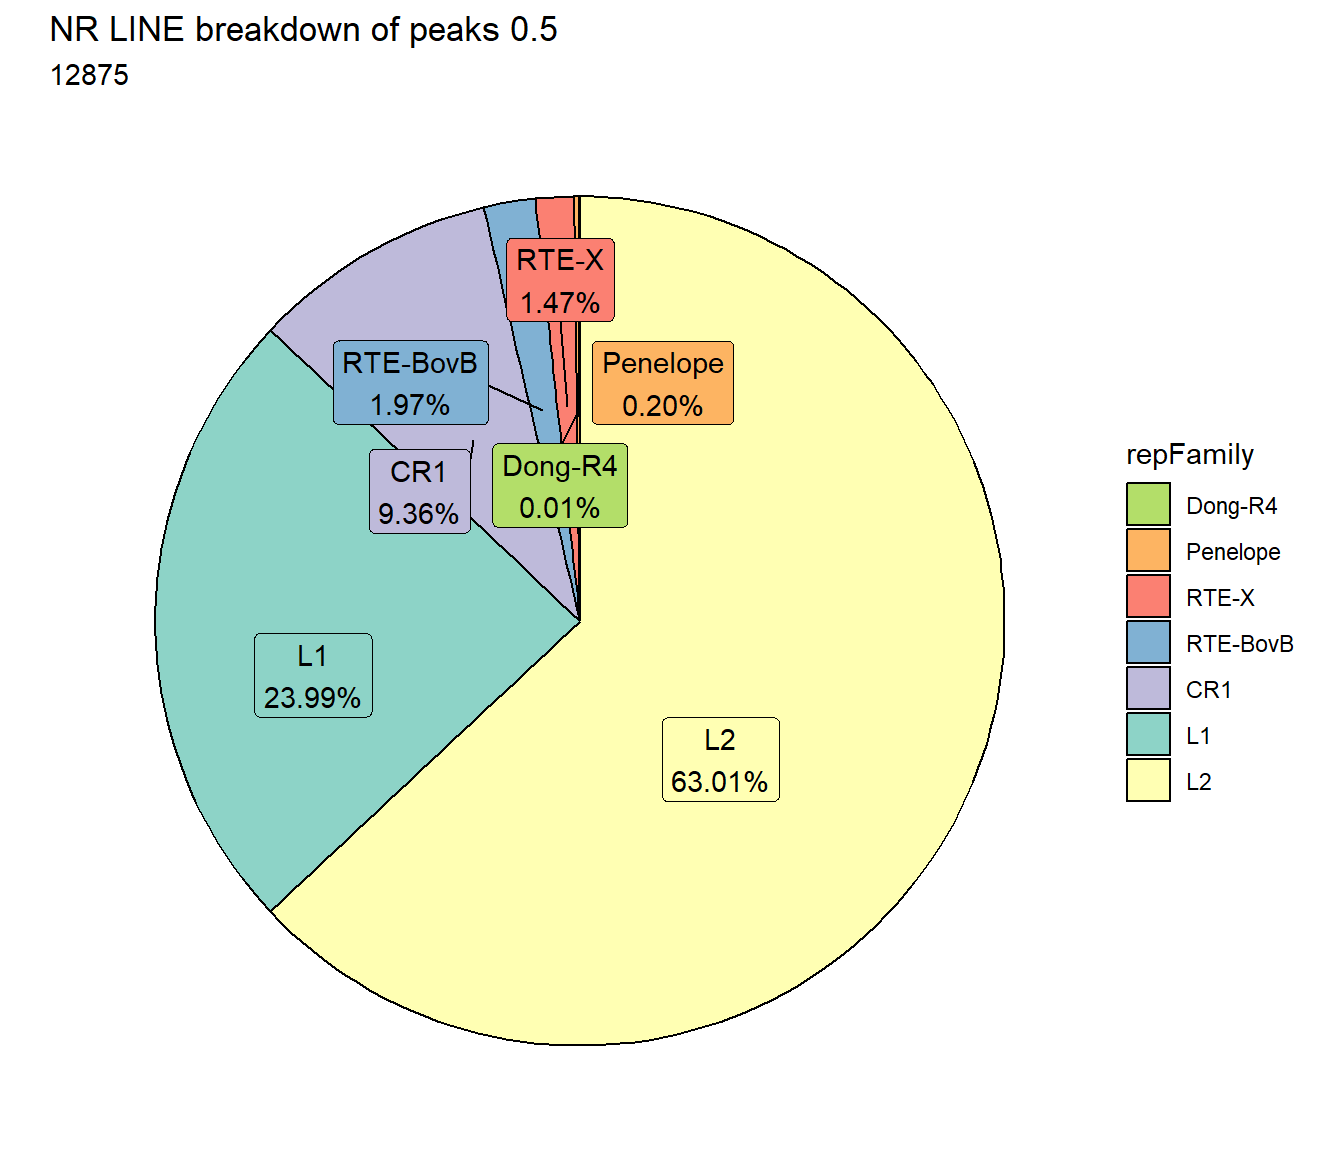 NR LINE breakdown of peaks 0.5
12875
RTE-X
1.47%
RTE-BovB
1.97%
Penelope
0.20%
CR1
9.36%
Dong-R4
0.01%
L1
23.99%
L2
63.01%
repFamily
Dong-R4
Penelope
RTE-X
RTE-BovB
CR1
L1
L2